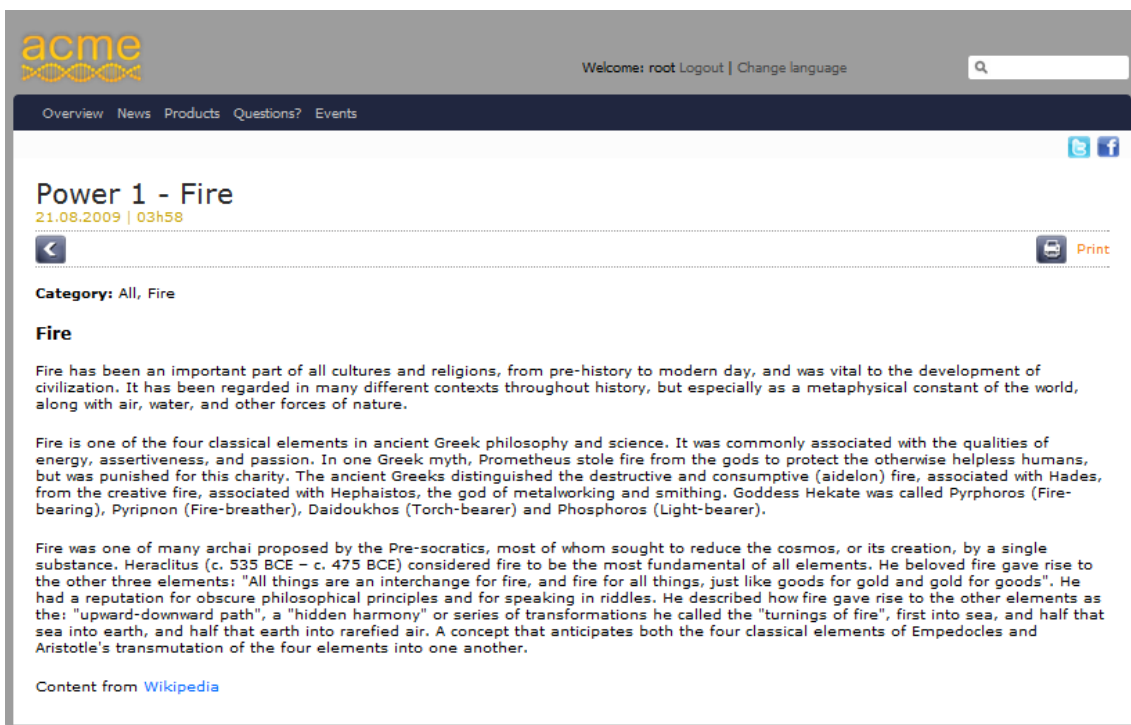 acme
Welcome: root Logout | Change language
Overview News Products Questions? Events
Power 1 - Fire
21.08.2009 | 03h58
Print
Category: All, Fire
Fire
Fire has been an important part of all cultures and religions, from pre-history to modern day, and was vital to the development of
civilization. It has been regarded in many different contexts throughout history, but especially as a metaphysical constant of the world,
along with air, water, and other forces of nature.
Fire is one of the four classical elements in ancient Greek philosophy and science. It was commonly associated with the qualities of
energy, assertiveness, and passion. In one Greek myth, Prometheus stole fire from the gods to protect the otherwise helpless humans,
but was punished for this charity. The ancient Greeks distinguished the destructive and consumptive (aidelon) fire, associated with Hades,
from the creative fire, associated with Hephaistos, the god of metalworking and smithing. Goddess Hekate was called Pyrphoros (Fire-
bearing), Pyripnon (Fire-breather), Daidoukhos (Torch-bearer) and Phosphoros (Light-bearer).
Fire was one of many archai proposed by the Pre-socratics, most of whom sought to reduce the cosmos, or its creation, by a single
substance. Heraclitus (c. 535 BCE – c. 475 BCE) considered fire to be the most fundamental of all elements. He beloved fire gave rise to
the other three elements: "All things are an interchange for fire, and fire for all things, just like goods for gold and gold for goods". He
had a reputation for obscure philosophical principles and for speaking in riddles. He described how fire gave rise to the other elements as
the: "upward-downward path", a "hidden harmony" or series of transformations he called the "turnings of fire", first into sea, and half that
sea into earth, and half that earth into rarefied air. A concept that anticipates both the four classical elements of Empedocles and
Aristotle's transmutation of the four elements into one another.
Content from Wikipedia